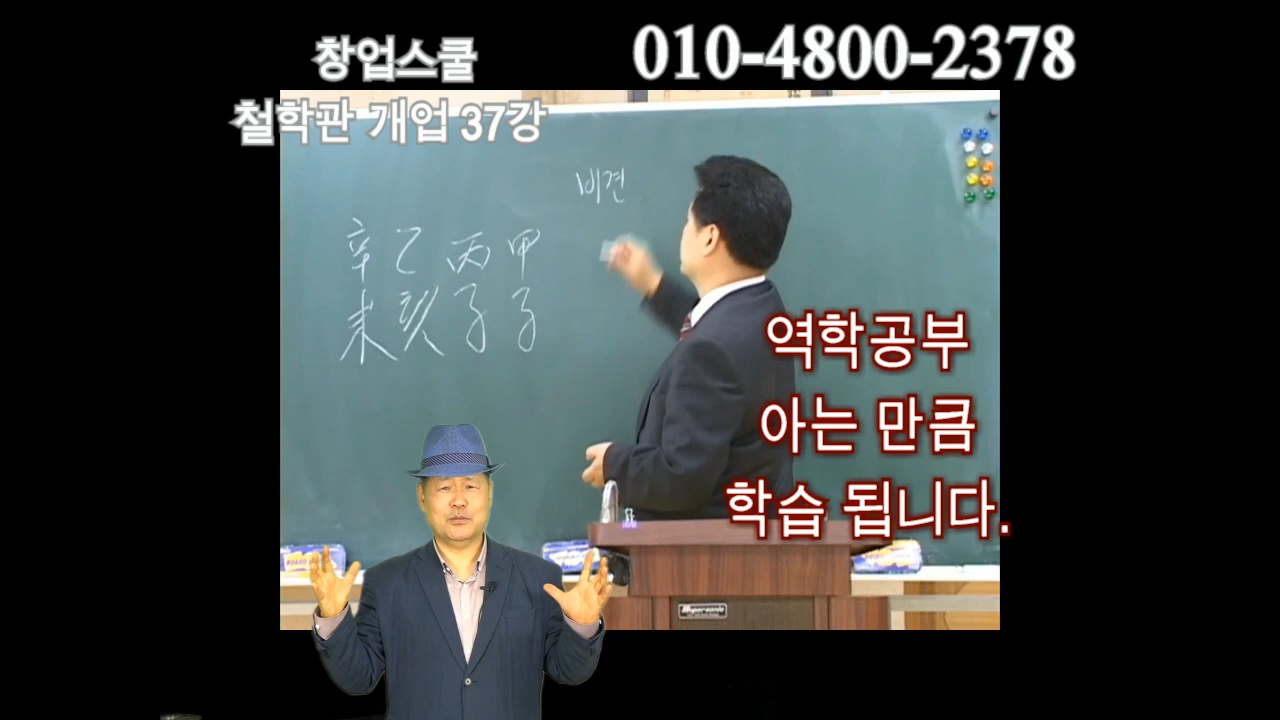 창업스쿨
010-4800-2378
철학관 개업 37강
비견
辛 乙 丙 甲
未 亥 子 子
역학공부
아는 만큼
학습 됩니다.